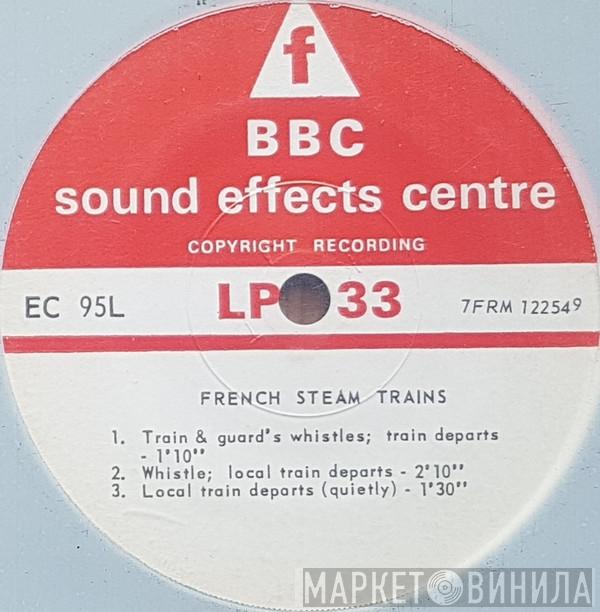 f
BBC
sound effects centre
COPYRIGHT RECORDING
EC 95L
LP 33
7FRM 122549
FRENCH STEAM TRAINS
1. Train & guard's whistles; train departs
- 1'10''
2. Whistle; local train departs - 2'10''
3. Local train departs (quietly) - 1'30''
МАРКЕТ ВИНИЛА